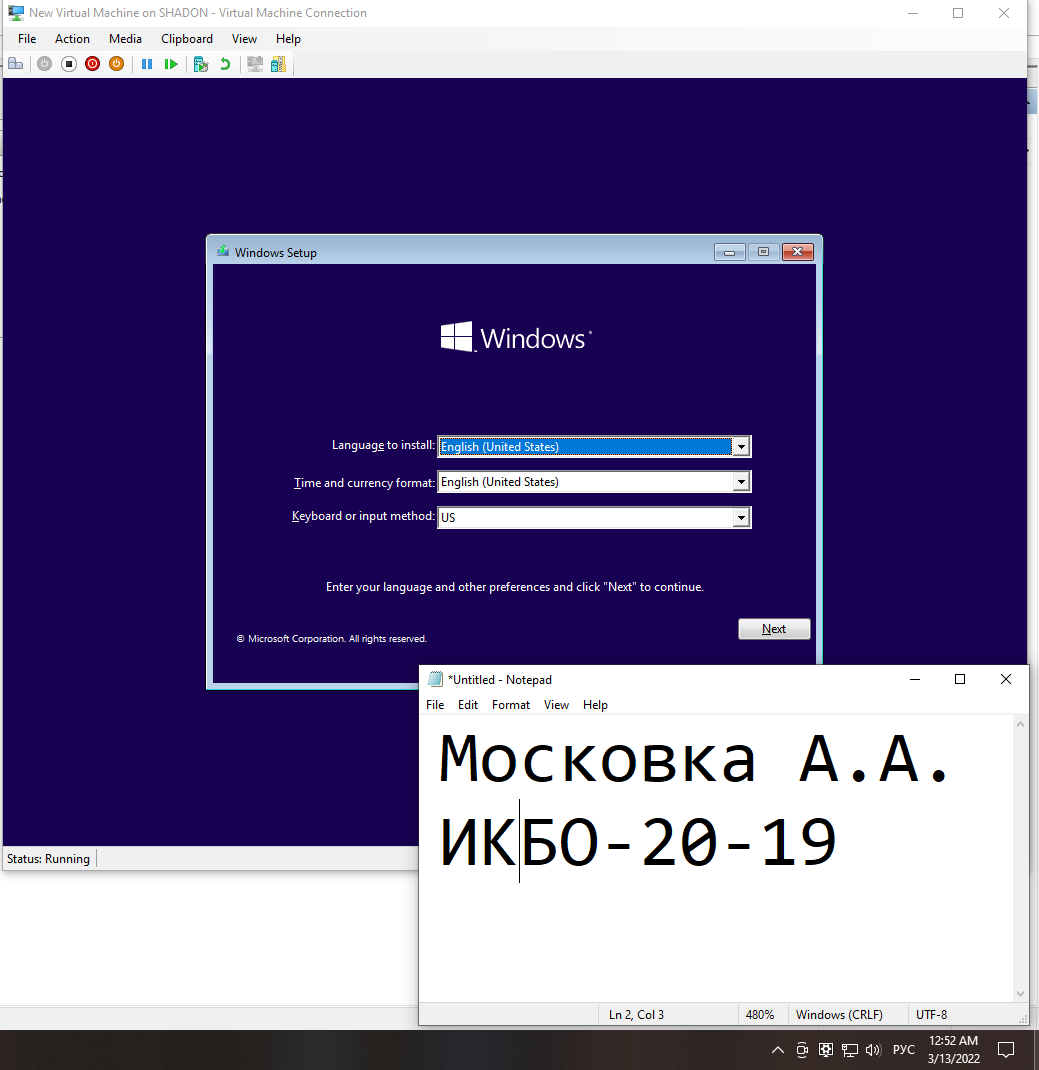 New Virtual Machine on SHADON - Virtual Machine Connection
File Action Media Clipboard View Help
Windows Setup
Windows
Language to install: English (United States)
Time and currency format: English (United States)
Keyboard or input method: US
Enter your language and other preferences and click "Next" to continue.
Next
© Microsoft Corporation. All rights reserved.
Status: Running
*Untitled - Notepad
File Edit Format View Help
Московка А.А.
ИКБО-20-19
Ln 2, Col 3 480% Windows (CRLF) UTF-8
РУС
12:52 AM
3/13/2022